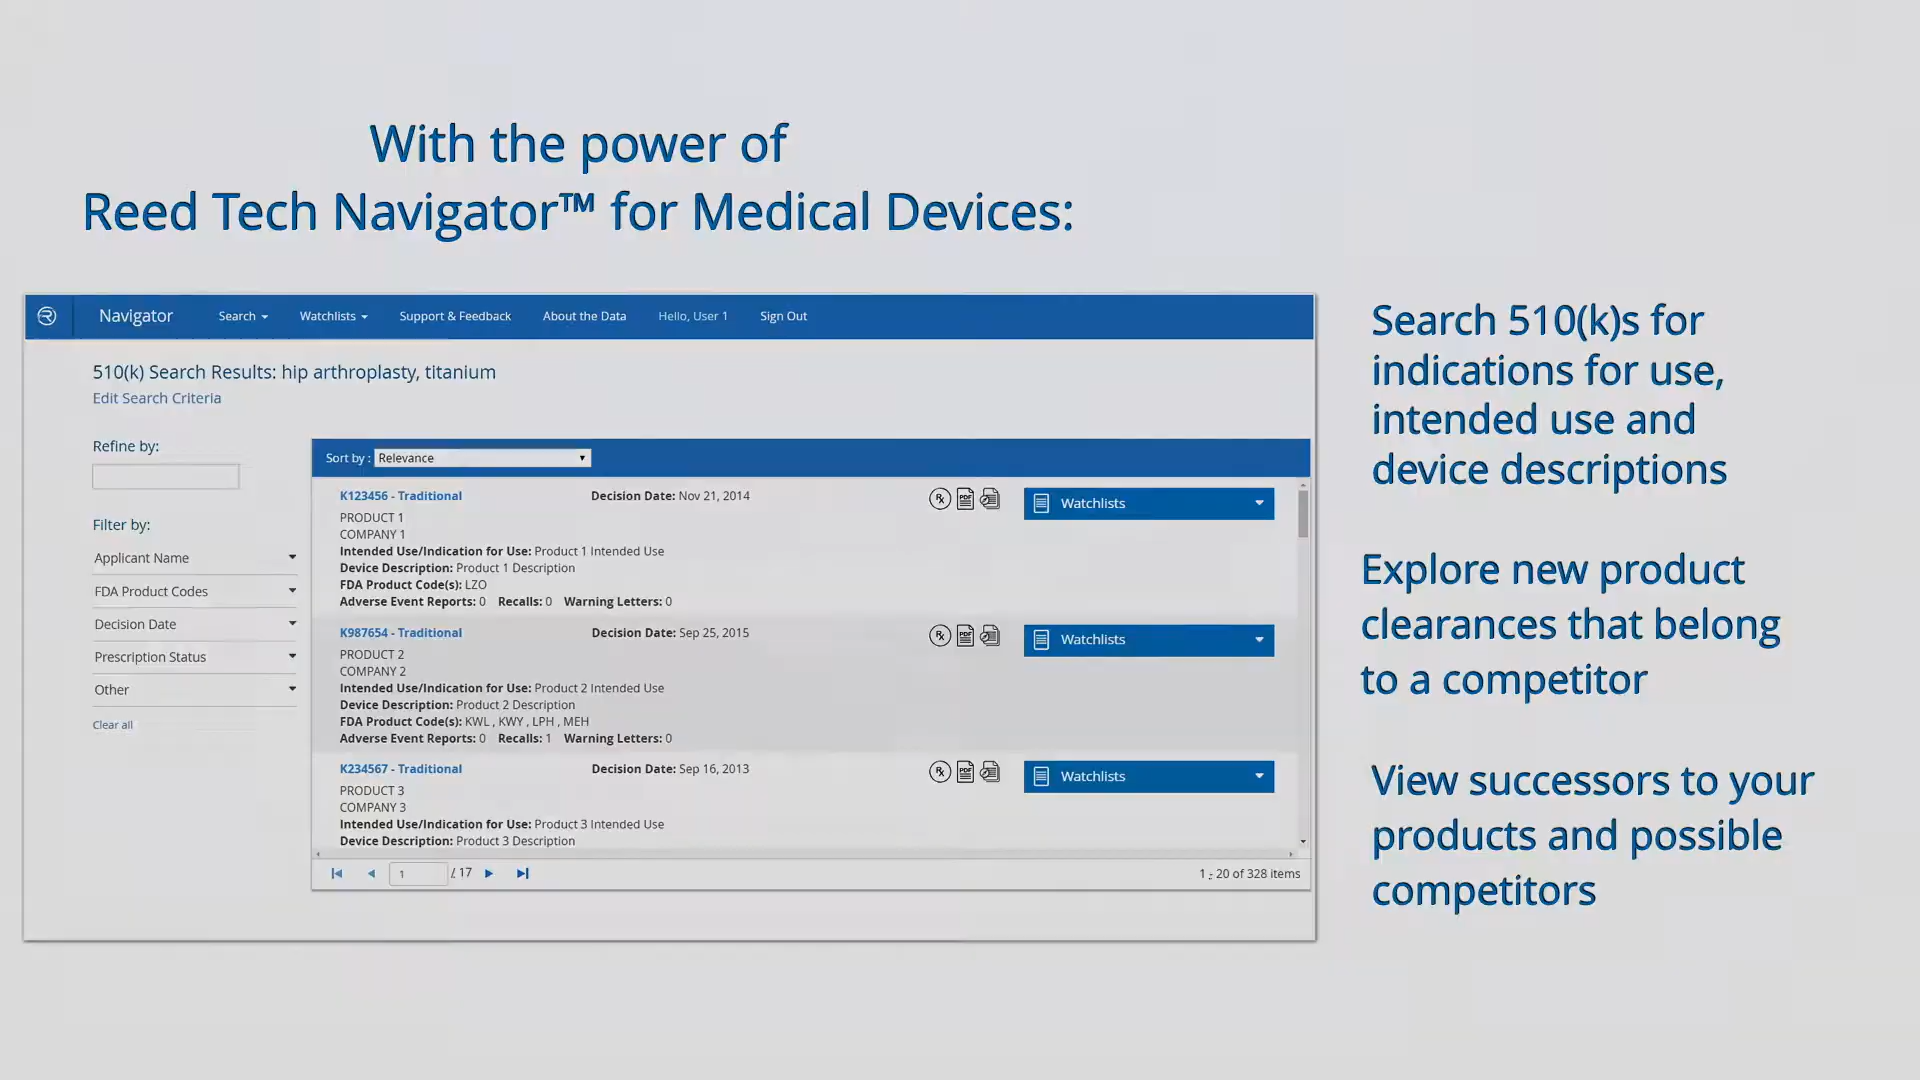 With the power of
Reed Tech Navigator™ for Medical Devices:
Navigator Search Watchlists Support & Feedback About the Data Hello, User 1 Sign Out
510(k) Search Results: hip arthroplasty, titanium
Edit Search Criteria
Refine by:
Filter by:
Applicant Name
FDA Product Codes
Decision Date
Prescription Status
Other
Clear all
Sort by : Relevance
K123456 - Traditional Decision Date: Nov 21, 2014 Rx PDF Watchlists
PRODUCT 1
COMPANY 1
Intended Use/Indication for Use: Product 1 Intended Use
Device Description: Product 1 Description
FDA Product Code(s): LZO
Adverse Event Reports: 0 Recalls: 0 Warning Letters: 0
K987654 - Traditional Decision Date: Sep 25, 2015 Rx PDF Watchlists
PRODUCT 2
COMPANY 2
Intended Use/Indication for Use: Product 2 Intended Use
Device Description: Product 2 Description
FDA Product Code(s): KWL , KWY , LPH , MEH
Adverse Event Reports: 0 Recalls: 1 Warning Letters: 0
K234567 - Traditional Decision Date: Sep 16, 2013 Rx PDF Watchlists
PRODUCT 3
COMPANY 3
Intended Use/Indication for Use: Product 3 Intended Use
Device Description: Product 3 Description
1 / 17 1 - 20 of 328 items
Search 510(k)s for
indications for use,
intended use and
device descriptions
Explore new product
clearances that belong
to a competitor
View successors to your
products and possible
competitors